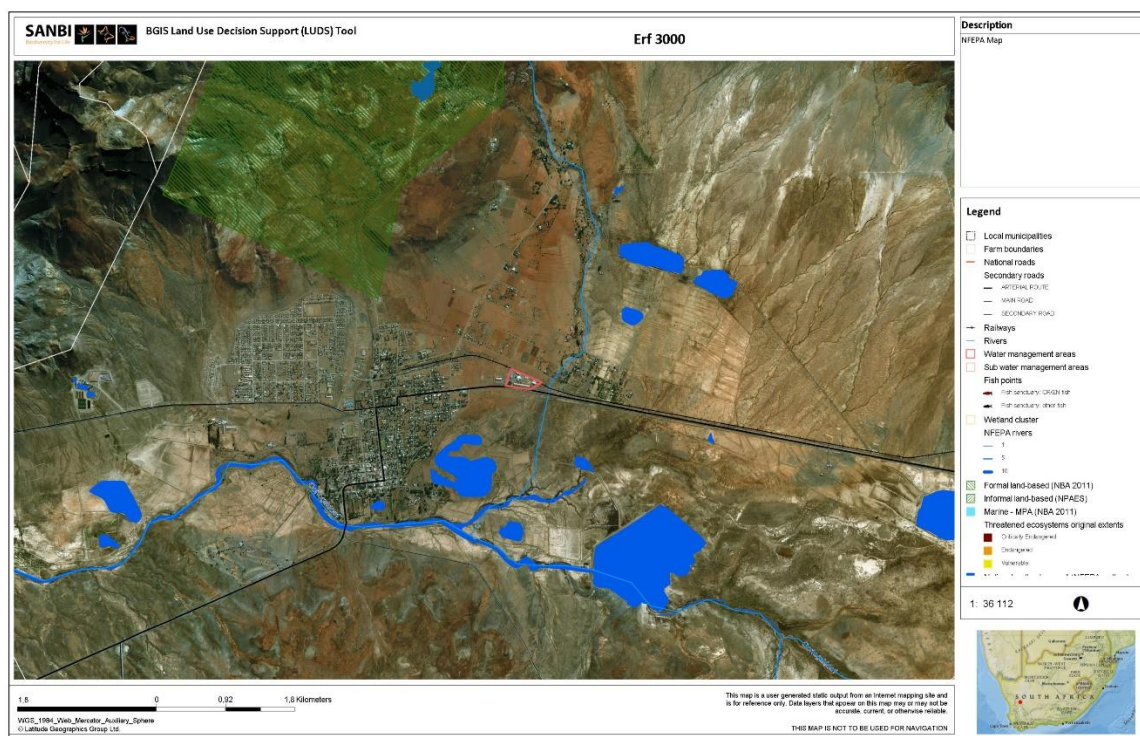 SANBI
Biodiversity for Life
BGIS Land Use Decision Support (LUDS) Tool
Erf 3000
Description
NFEPA Map
Legend
Local municipalities
Farm boundaries
National roads
Secondary roads
ARTERIAL ROUTE
MAIN ROAD
SECONDARY ROAD
Railways
Rivers
Water management areas
Sub water management areas
Fish points
Fish sanctuary: CR/EN fish
Fish sanctuary: other fish
Wetland cluster
NFEPA rivers
1
5
10
Formal land-based (NBA 2011)
Informal land-based (NPAES)
Marine - MPA (NBA 2011)
Threatened ecosystems original extents
Critically Endangered
Endangered
Vulnerable
1: 36 112
SOUTH AFRICA
1,8 0 0,92 1,8 Kilometers
WGS_1984_Web_Mercator_Auxiliary_Sphere
© Latitude Geographics Group Ltd.
This map is a user generated static output from an Internet mapping site and
is for reference only. Data layers that appear on this map may or may not be
accurate, current, or otherwise reliable.
THIS MAP IS NOT TO BE USED FOR NAVIGATION